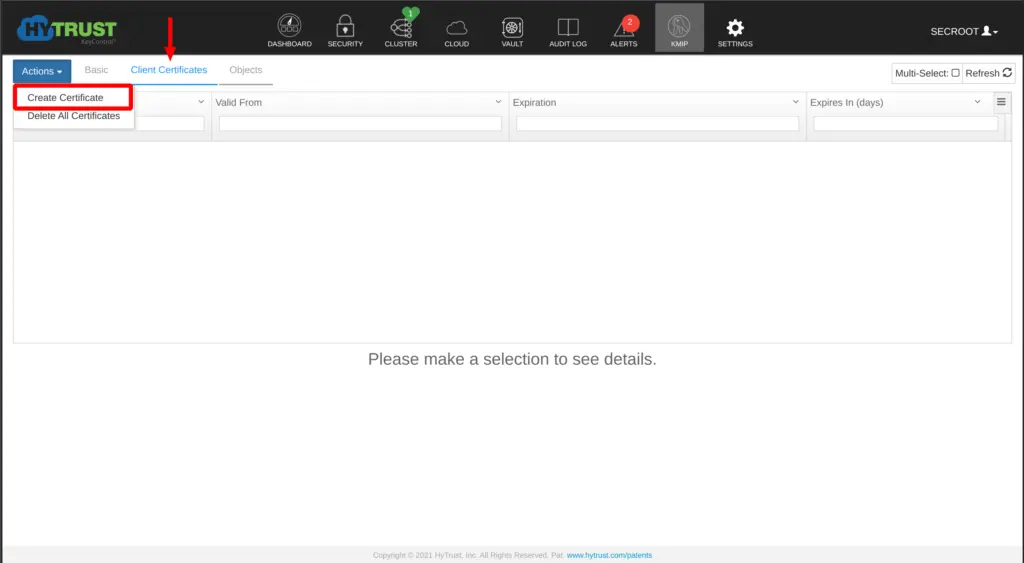 HYTRUST
KeyControl™
1
2
DASHBOARD
SECURITY
CLUSTER
CLOUD
VAULT
AUDIT LOG
ALERTS
KMIP
SETTINGS
SECROOT
Actions
Basic
Client Certificates
Objects
Multi-Select:
Refresh
Create Certificate
Delete All Certificates
Valid From
Expiration
Expires In (days)
Please make a selection to see details.
Copyright © 2021 HyTrust, Inc. All Rights Reserved. Pat: www.hytrust.com/patents